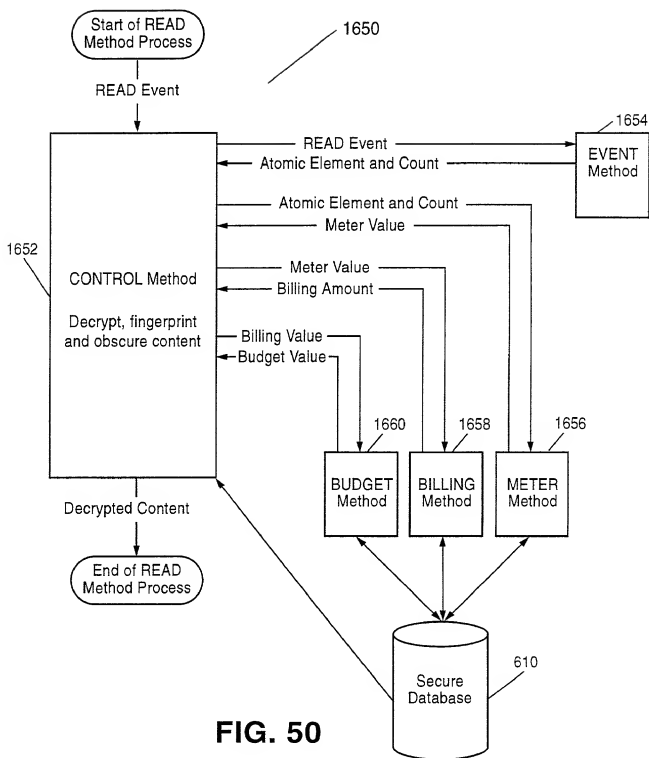 Start of READ
Method Process
1650
READ Event
1654
READ Event
Atomic Element and Count
EVENT
Method
Atomic Element and Count
Meter Value
1652
CONTROL Method
Decrypt, fingerprint
and obscure content
Meter Value
Billing Amount
Billing Value
Budget Value
1660
1658
1656
BUDGET
Method
BILLING
Method
METER
Method
Decrypted Content
End of READ
Method Process
Secure
Database
610
FIG. 50